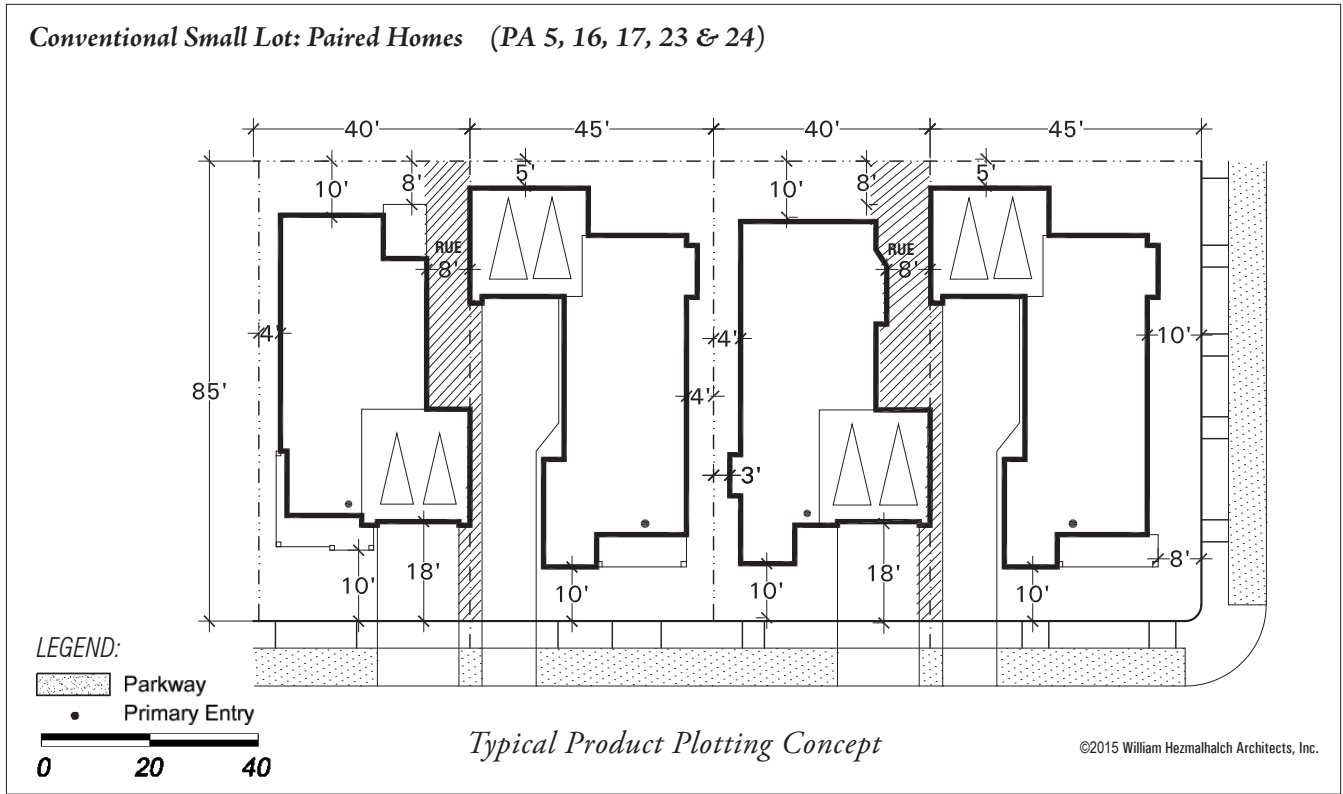 Conventional Small Lot: Paired Homes (PA 5, 16, 17, 23 & 24)
40' 45' 40' 45'
10' 8' 5' 10' 8' 5'
RUE RUE
8' 8'
4' 4' 10'
85' 4'
3'
10' 18' 10' 10' 18' 10' 8'
LEGEND:
Parkway
Primary Entry
0 20 40
Typical Product Plotting Concept
©2015 William Hezmalhalch Architects, Inc.